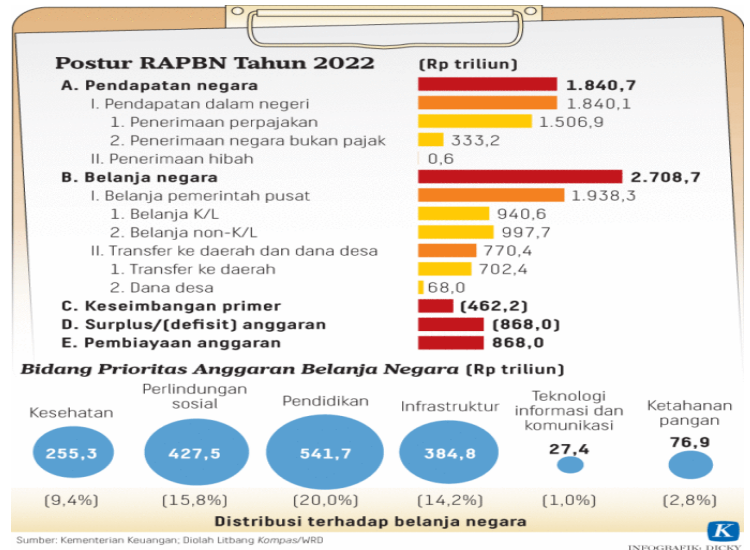 Postur RAPBN Tahun 2022 (Rp triliun)
A. Pendapatan negara 1.840,7
I. Pendapatan dalam negeri 1.840,1
1. Penerimaan perpajakan 1.506,9
2. Penerimaan negara bukan pajak 333,2
II. Penerimaan hibah 0,6
B. Belanja negara 2.708,7
I. Belanja pemerintah pusat 1.938,3
1. Belanja K/L 940,6
2. Belanja non-K/L 997,7
II. Transfer ke daerah dan dana desa 770,4
1. Transfer ke daerah 702,4
2. Dana desa 68,0
C. Keseimbangan primer (462,2)
D. Surplus/(defisit) anggaran (868,0)
E. Pembiayaan anggaran 868,0
Bidang Prioritas Anggaran Belanja Negara (Rp triliun)
Kesehatan
255,3
(9,4%)
Perlindungan
sosial
427,5
(15,8%)
Pendidikan
541,7
(20,0%)
Infrastruktur
384,8
(14,2%)
Teknologi
informasi dan
komunikasi
27,4
(1,0%)
Ketahanan
pangan
76,9
(2,8%)
Distribusi terhadap belanja negara
Sumber: Kementerian Keuangan; Diolah Litbang Kompas/WRD
K
INFOGRAFIK: DICKY